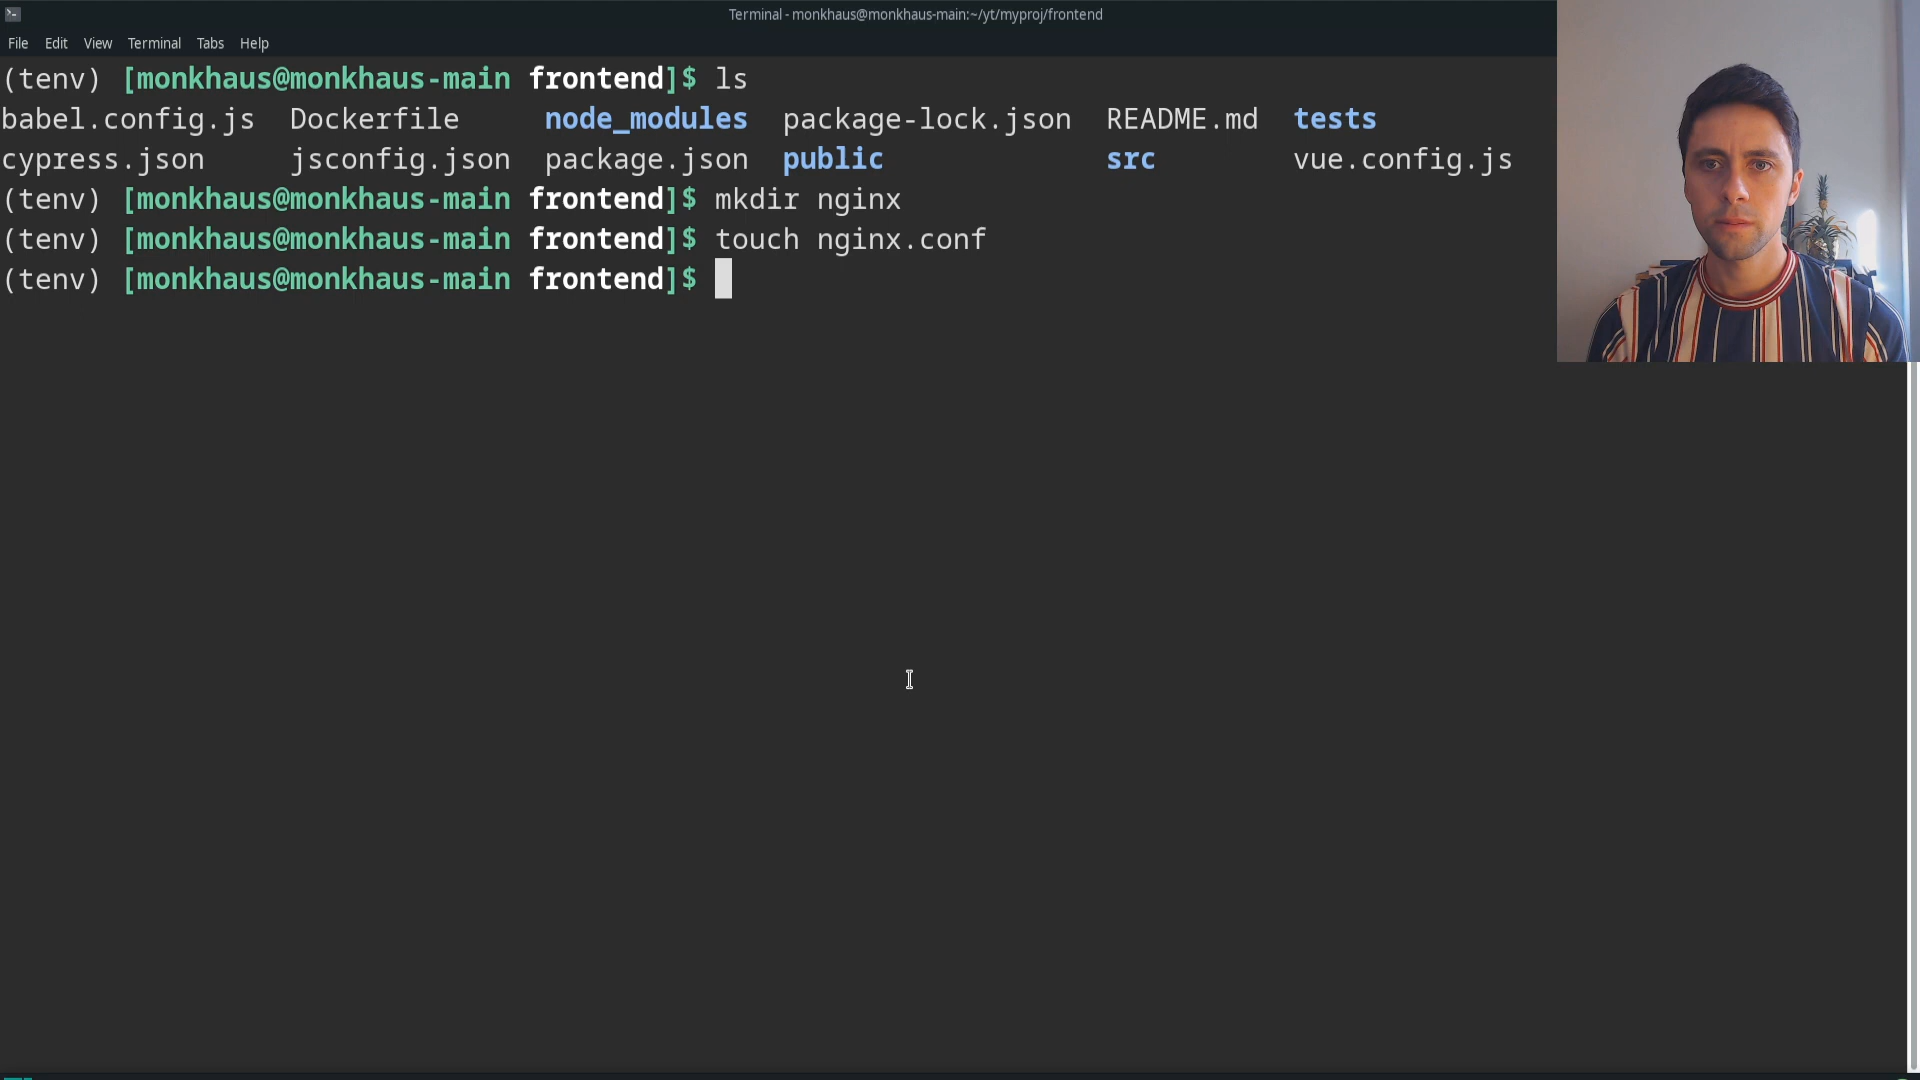 Terminal - monkhaus@monkhaus-main:~/yt/myproj/frontend
File Edit View Terminal Tabs Help
(tenv) [monkhaus@monkhaus-main frontend]$ ls
babel.config.js Dockerfile node_modules package-lock.json README.md tests
cypress.json jsconfig.json package.json public src vue.config.js
(tenv) [monkhaus@monkhaus-main frontend]$ mkdir nginx
(tenv) [monkhaus@monkhaus-main frontend]$ touch nginx.conf
(tenv) [monkhaus@monkhaus-main frontend]$